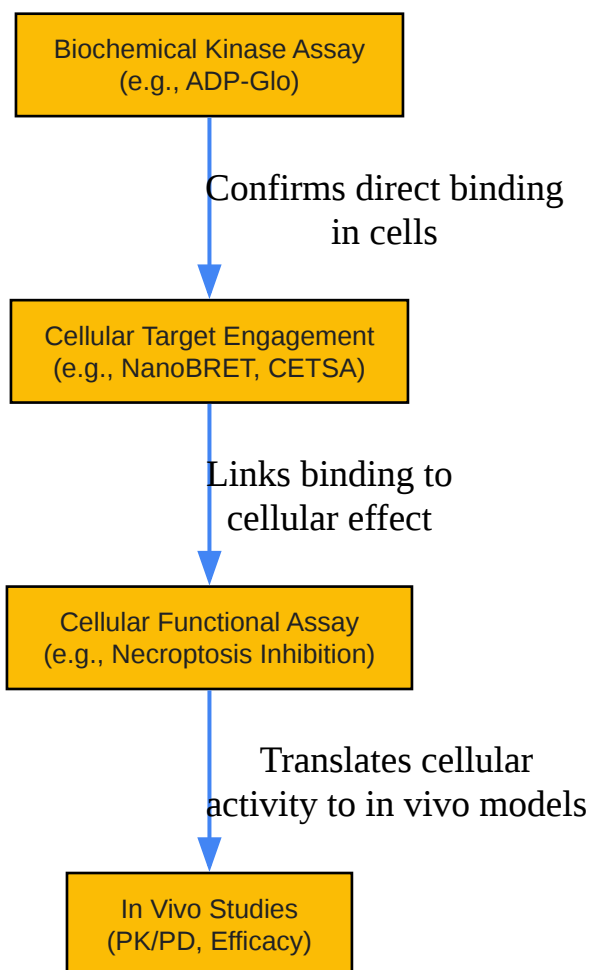 Biochemical Kinase Assay
(e.g., ADP-Glo)
Confirms direct binding
in cells
Cellular Target Engagement
(e.g., NanoBRET, CETSA)
Links binding to
cellular effect
Cellular Functional Assay
(e.g., Necroptosis Inhibition)
Translates cellular
activity to in vivo models
In Vivo Studies
(PK/PD, Efficacy)